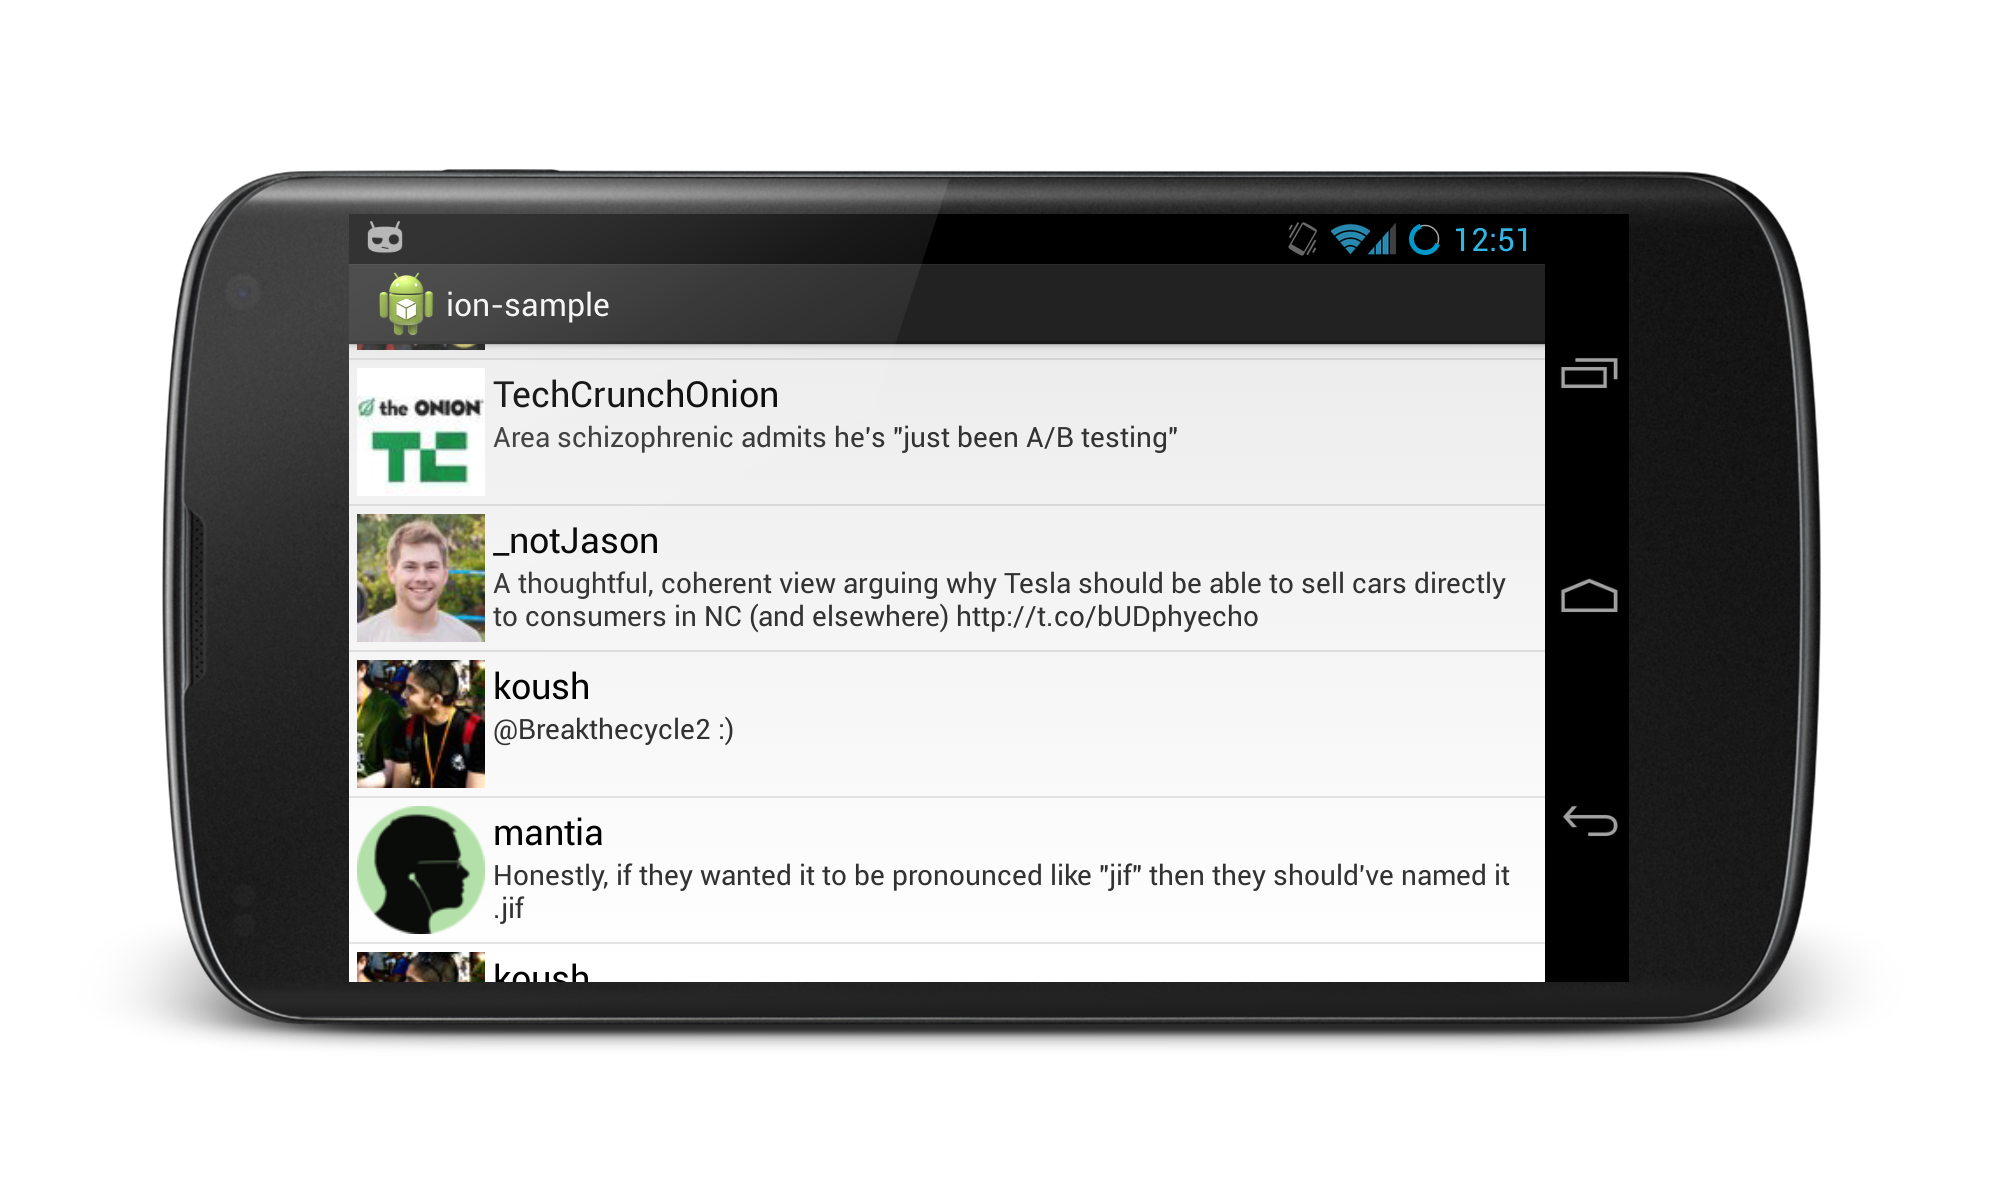 12:51
ion-sample
the ONION
TC
TechCrunchOnion
Area schizophrenic admits he's "just been A/B testing"
_notJason
A thoughtful, coherent view arguing why Tesla should be able to sell cars directly
to consumers in NC (and elsewhere) http://t.co/bUDphyecho
koush
@Breakthecycle2 :)
mantia
Honestly, if they wanted it to be pronounced like "jif" then they should've named it
.jif
koush